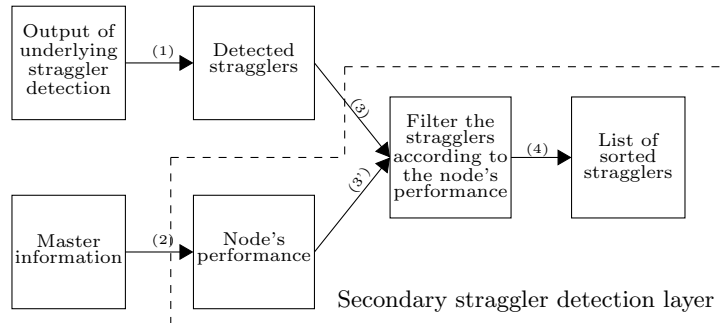 Output of
underlying
straggler
detection
(1)
Detected
stragglers
(3)
Filter the
stragglers
according to
the node's
performance
(4)
List of
sorted
stragglers
Master
information
(2)
Node's
performance
(3')
Secondary straggler detection layer